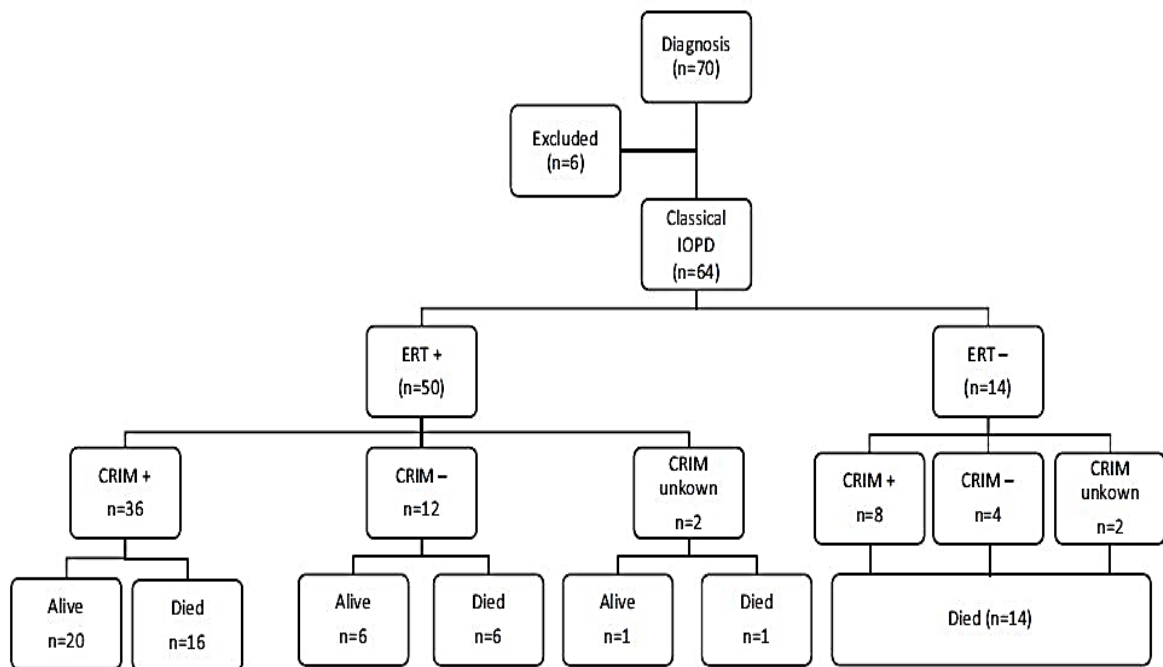 Diagnosis
(n=70)
Excluded
(n=6)
Classical
IOPD
(n=64)
ERT +
(n=50)
ERT –
(n=14)
CRIM +
n=36
CRIM –
n=12
CRIM
unkown
n=2
CRIM +
n=8
CRIM –
n=4
CRIM
unkown
n=2
Alive
n=20
Died
n=16
Alive
n=6
Died
n=6
Alive
n=1
Died
n=1
Died (n=14)